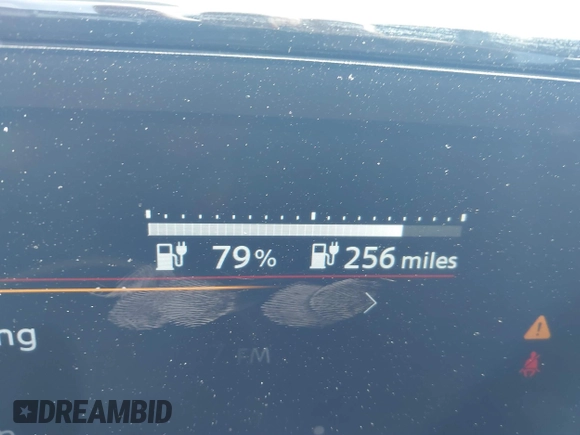 79% 256 miles
ng
FM
DREAMBID